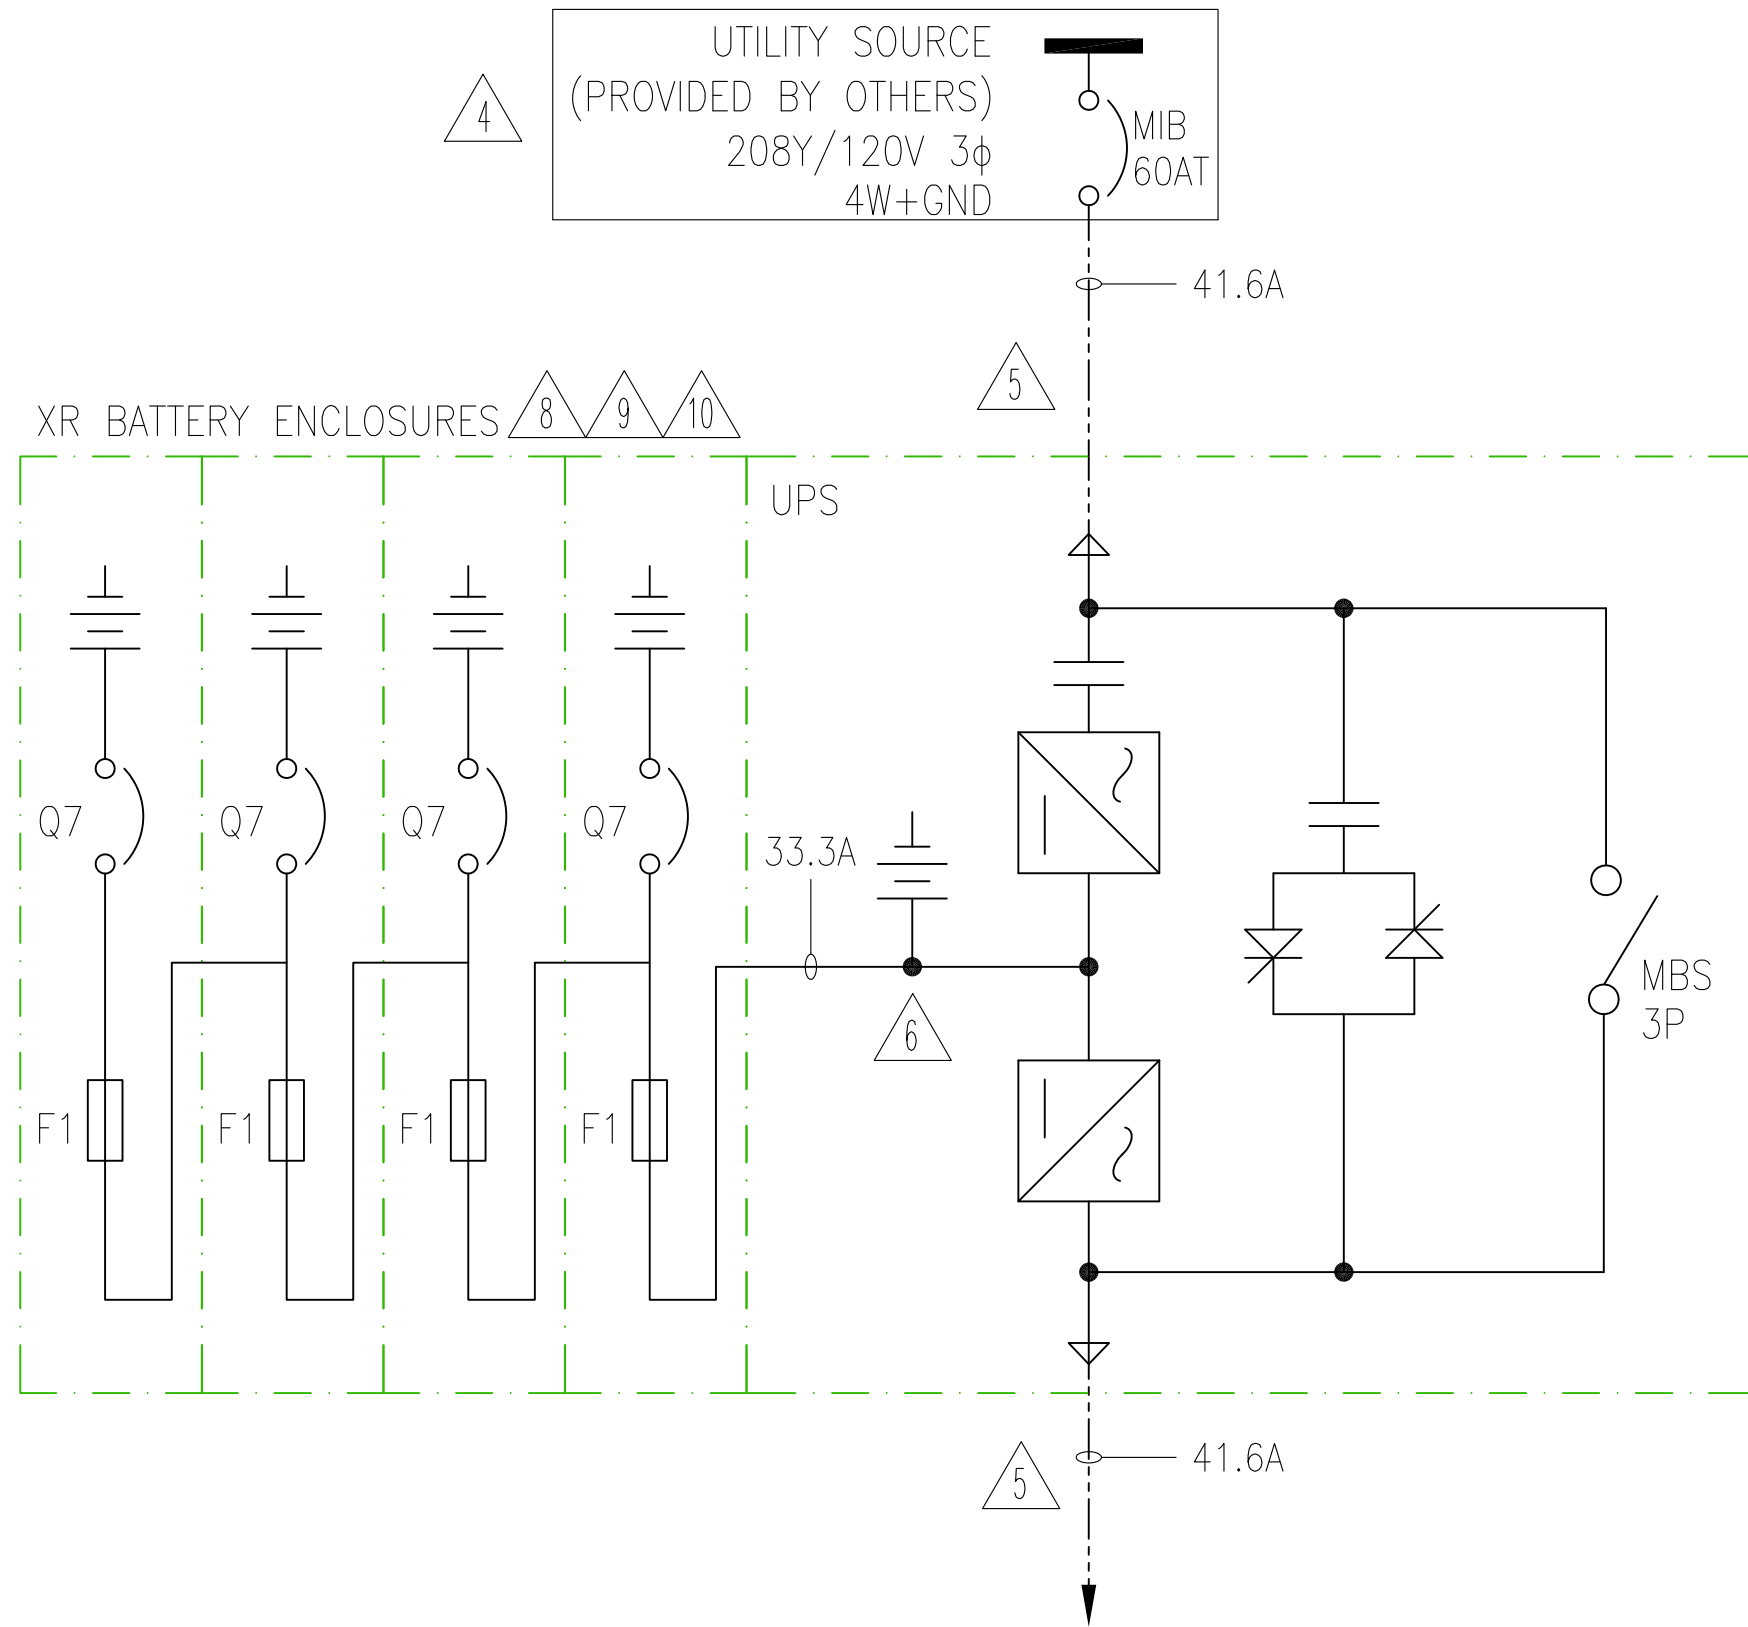 UTILITY SOURCE
(PROVIDED BY OTHERS)
208Y/120V 3ϕ
4W+GND
MIB
60AT
4
41.6A
5
XR BATTERY ENCLOSURES 8 9 10
UPS
Q7 Q7 Q7 Q7
33.3A
MBS
3P
6
F1 F1 F1 F1
41.6A
5